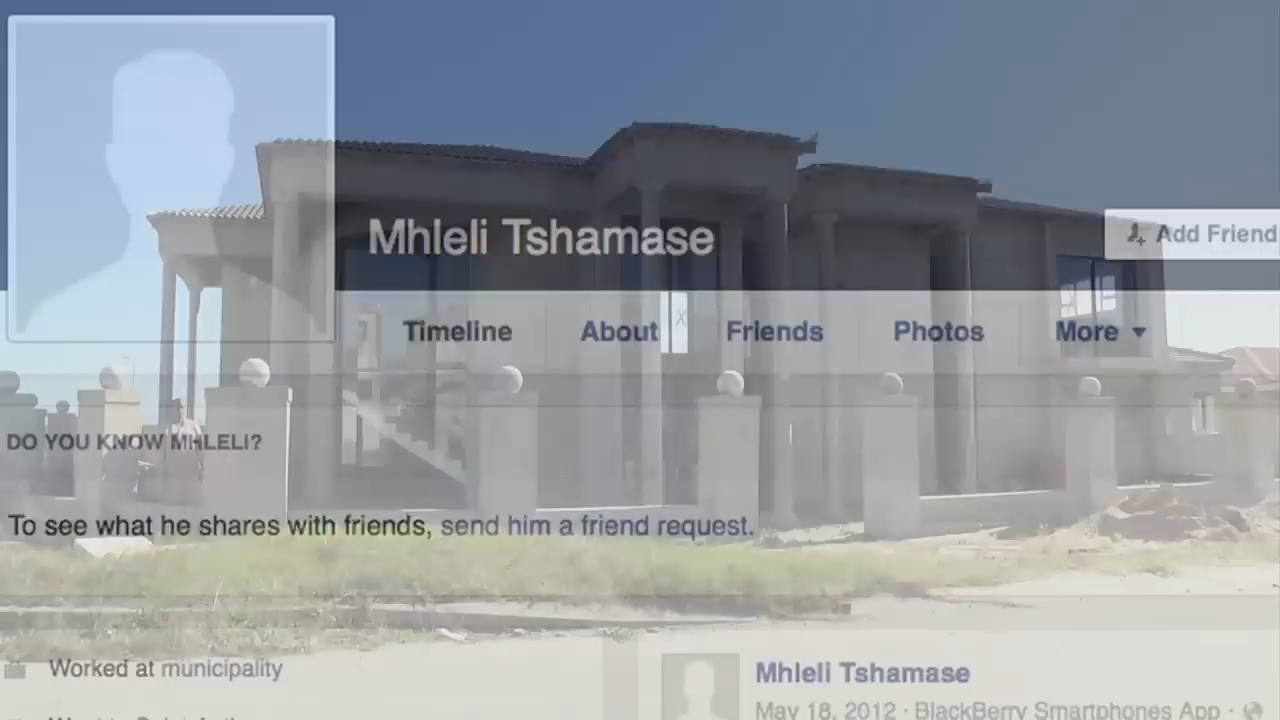 Mhleli Tshamase
Add Friend
Timeline About Friends Photos More
DO YOU KNOW MHLELI?
To see what he shares with friends, send him a friend request.
Worked at municipality
Mhleli Tshamase
May 18, 2012 · BlackBerry Smartphones App ·